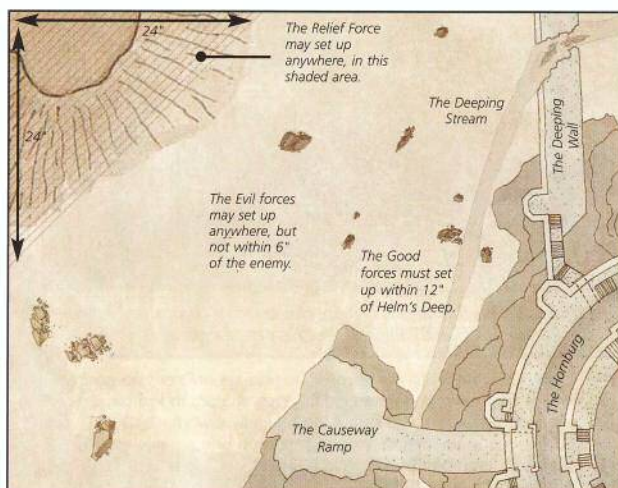 24"
The Relief Force
may set up
anywhere, in this
shaded area.
24"
The Deeping
Stream
The Deeping
Wall
The Evil forces
may set up
anywhere, but
not within 6"
of the enemy.
The Good
forces must set
up within 12"
of Helm's Deep.
The Hornburg
The Causeway
Ramp